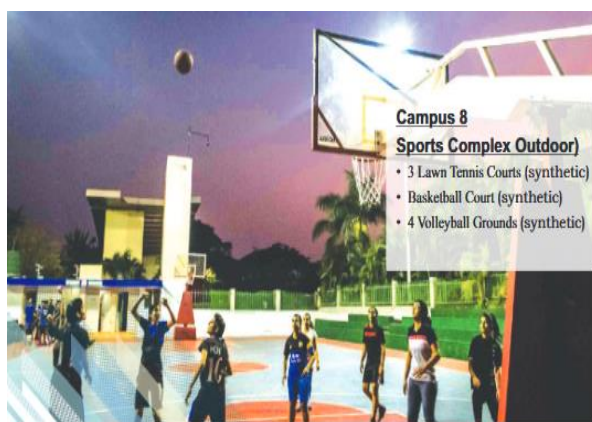 Campus 8
Sports Complex Outdoor)
• 3 Lawn Tennis Courts (synthetic)
• Basketball Court (synthetic)
• 4 Volleyball Grounds (synthetic)